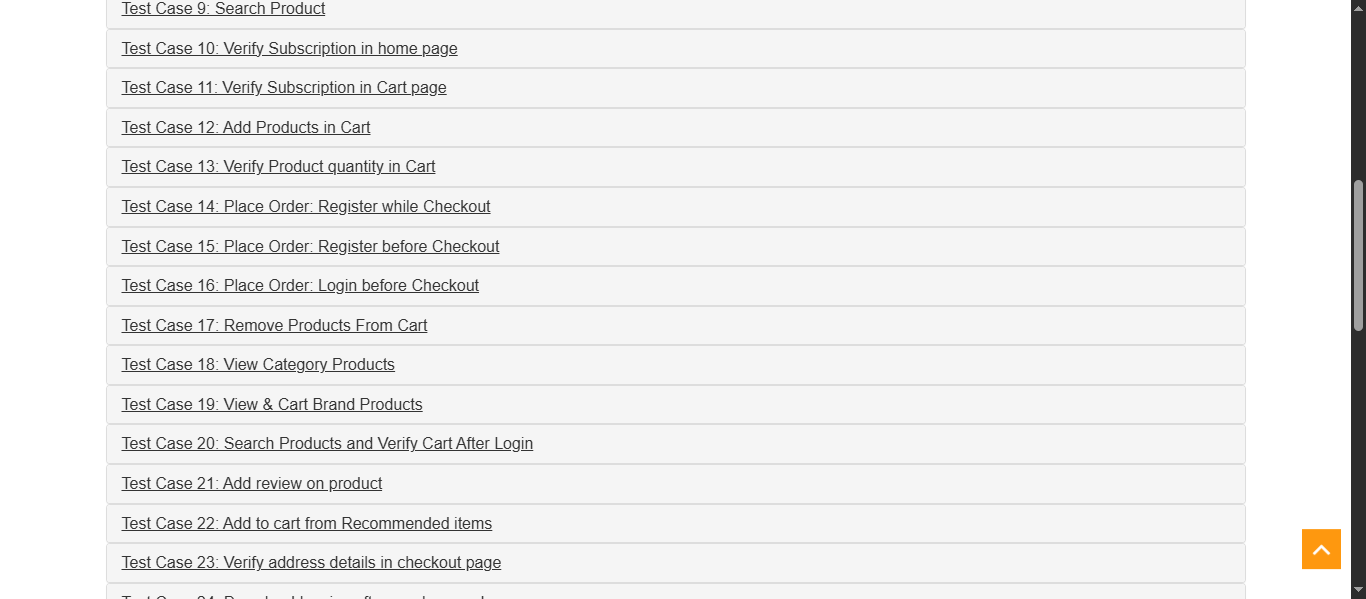 Test Case 9: Search Product
Test Case 10: Verify Subscription in home page
Test Case 11: Verify Subscription in Cart page
Test Case 12: Add Products in Cart
Test Case 13: Verify Product quantity in Cart
Test Case 14: Place Order: Register while Checkout
Test Case 15: Place Order: Register before Checkout
Test Case 16: Place Order: Login before Checkout
Test Case 17: Remove Products From Cart
Test Case 18: View Category Products
Test Case 19: View & Cart Brand Products
Test Case 20: Search Products and Verify Cart After Login
Test Case 21: Add review on product
Test Case 22: Add to cart from Recommended items
Test Case 23: Verify address details in checkout page
Test Case 24: